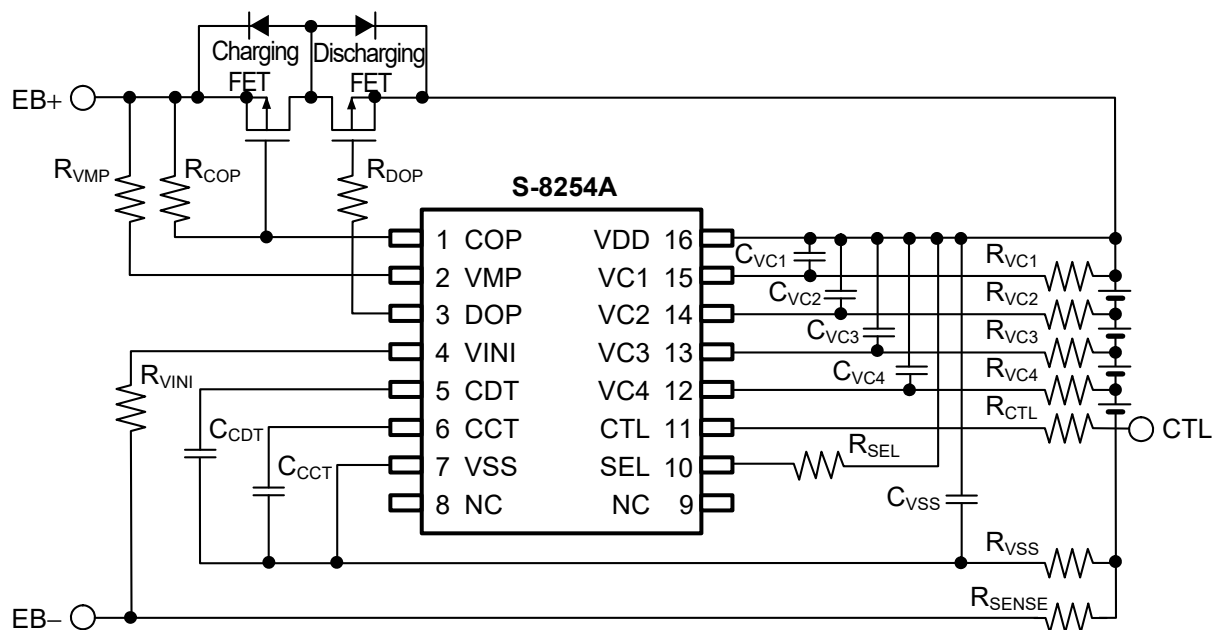 Charging Discharging
FET FET
EB+
RVMP RCOP RDOP
S-8254A
1 COP VDD 16
2 VMP VC1 15
3 DOP VC2 14
4 VINI VC3 13
5 CDT VC4 12
6 CCT CTL 11
7 VSS SEL 10
8 NC NC 9
RVINI
CCDT
CCCT
CVC1
CVC2
CVC3
CVC4
RVC1
RVC2
RVC3
RVC4
RCTL
CTL
RSEL
CVSS
RVSS
RSENSE
EB−